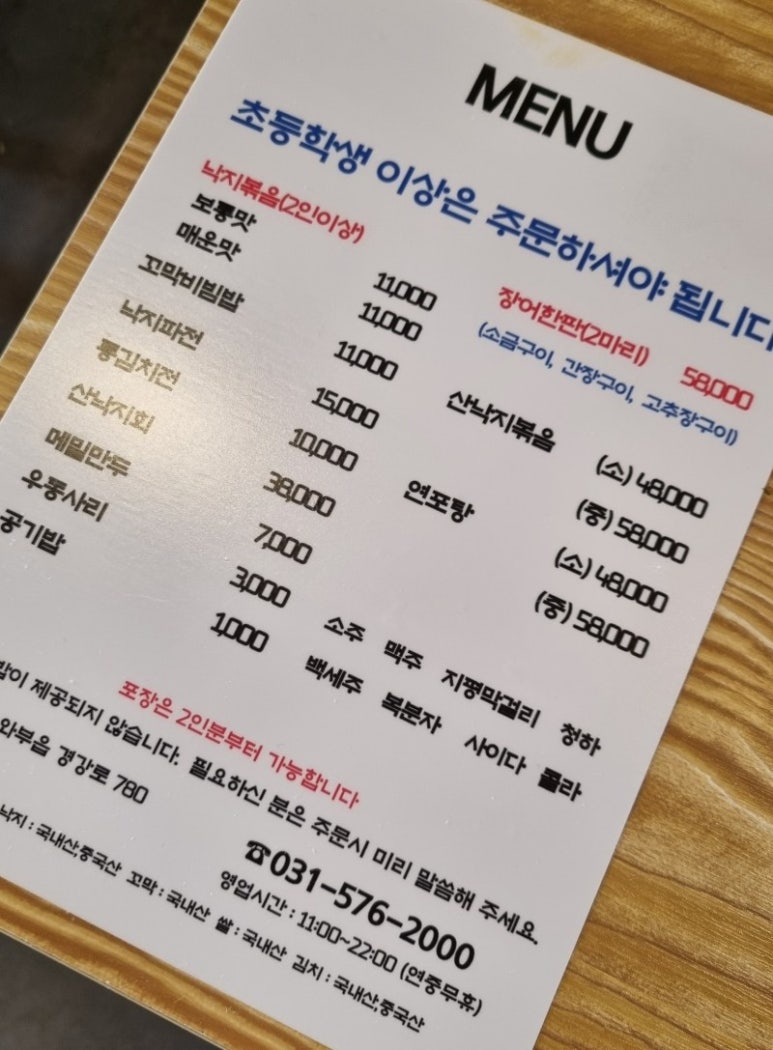 MENU
초등학생 이상은 주문하셔야 됩니다
낙지볶음(2인이상)
보통맛 11,000
매운맛 11,000
꼬막비빔밥 11,000
낙지파전 15,000
통김치전 10,000
산낙지회 38,000
메밀만두 7,000
우동사리 3,000
공기밥 1,000
장어한판(2마리) 58,000
(소금구이, 간장구이, 고추장구이)
산낙지볶음 (소) 48,000
(중) 58,000
연포탕 (소) 48,000
(중) 58,000
소주 맥주 지평막걸리 청하
백세주 복분자 사이다 콜라
포장은 2인분부터 가능합니다
밥이 제공되지 않습니다. 필요하신 분은 주문시 미리 말씀해 주세요.
와부읍 경강로 780
☎031-576-2000
영업시간 : 11:00~22:00 (연중무휴)
낙지 : 국내산,중국산 꼬막 : 국내산 쌀 : 국내산 김치 : 국내산,중국산